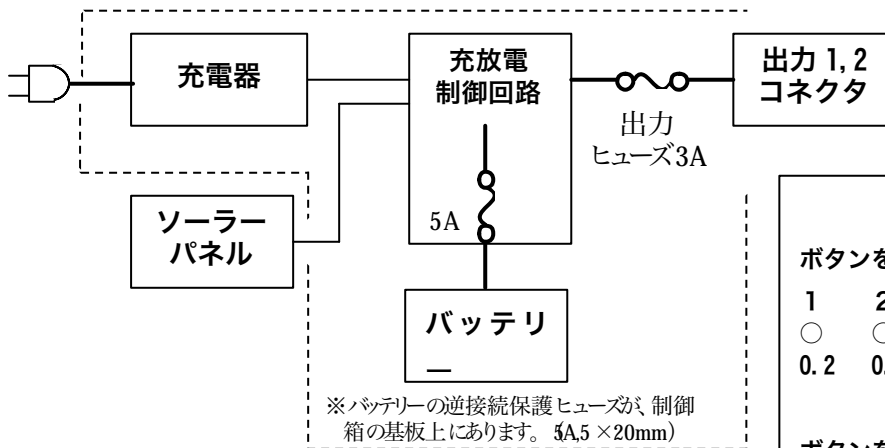 充電器
充放電
制御回路
出力 1,2
コネクタ
出力
ヒューズ3A
ソーラー
パネル
5A
バッテリ
ー
※バッテリーの逆接続保護ヒューズが、制御
箱の基板上にあります。(5A,5×20mm)
ボタンを
1 2
○ ○
0.2 0.
ボタンを